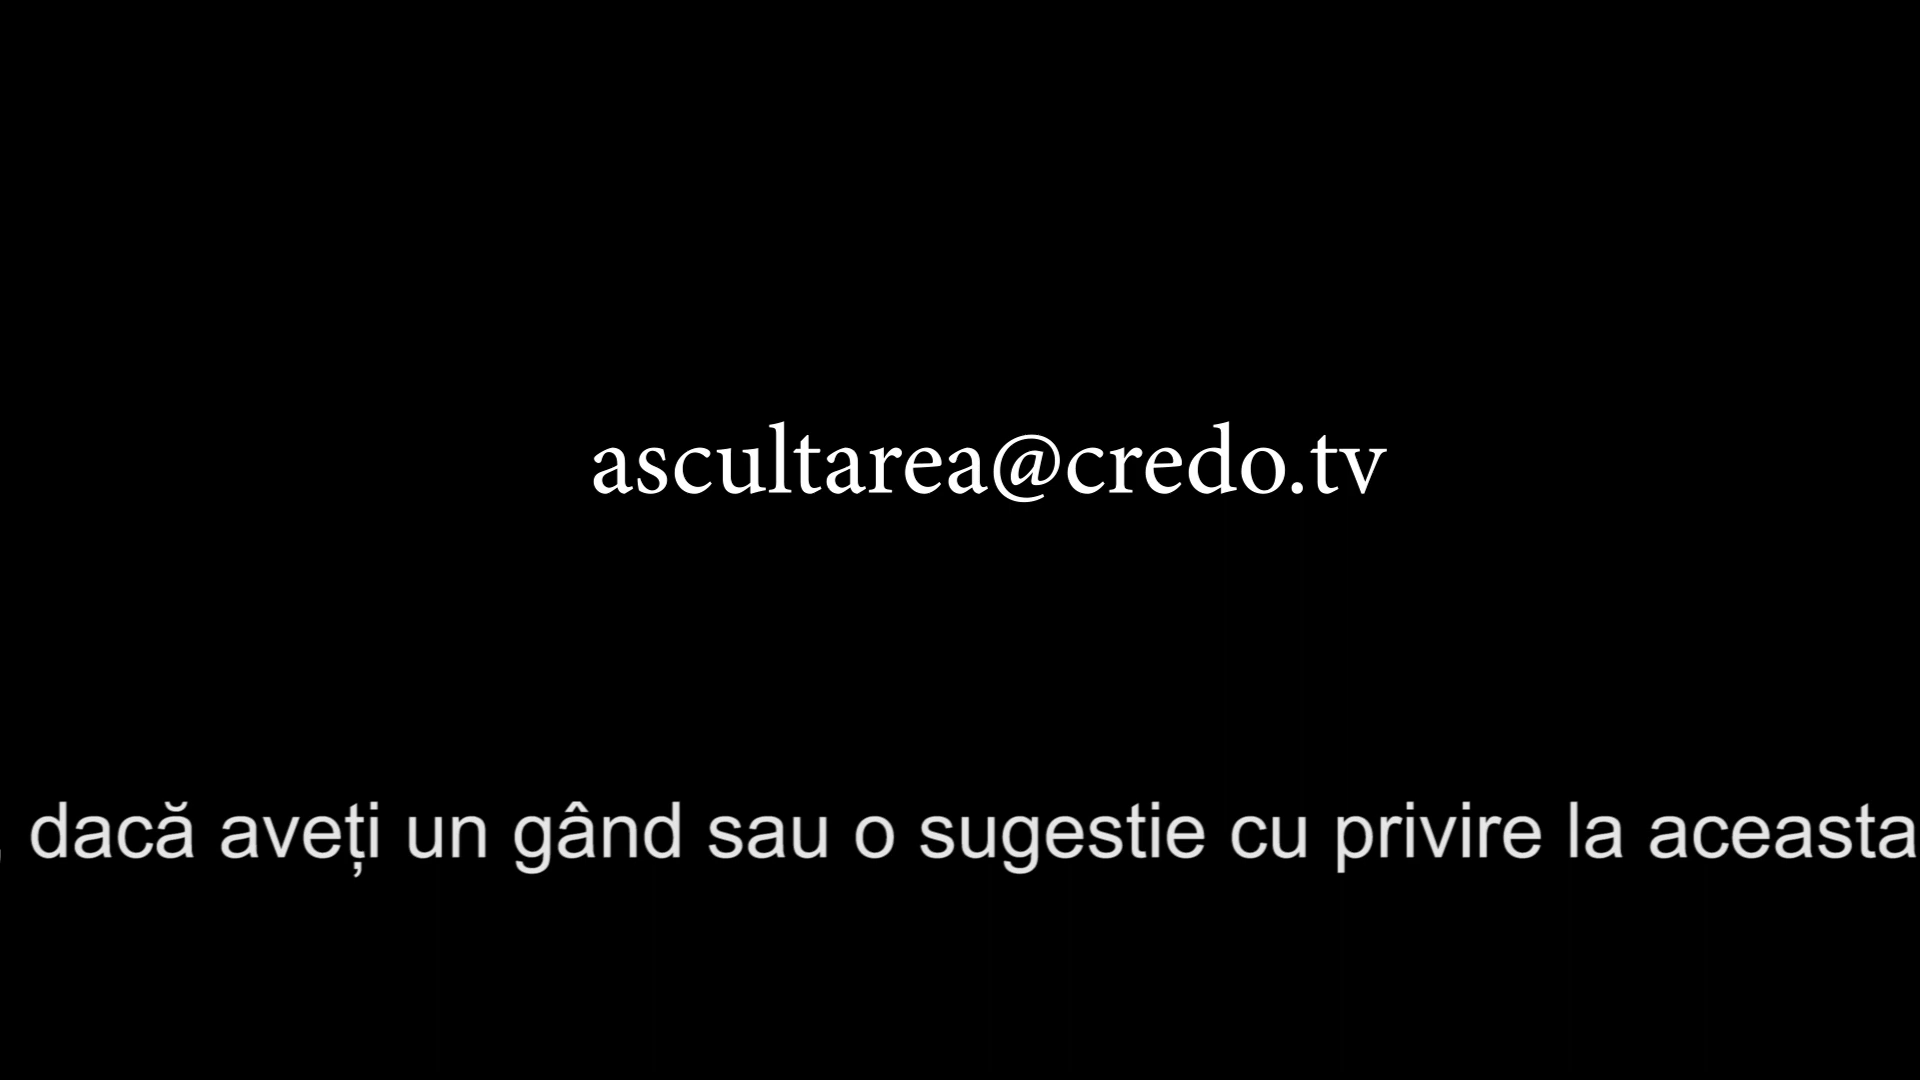 ascultarea@credo.tv
, dacă aveți un gând sau o sugestie cu privire la aceasta